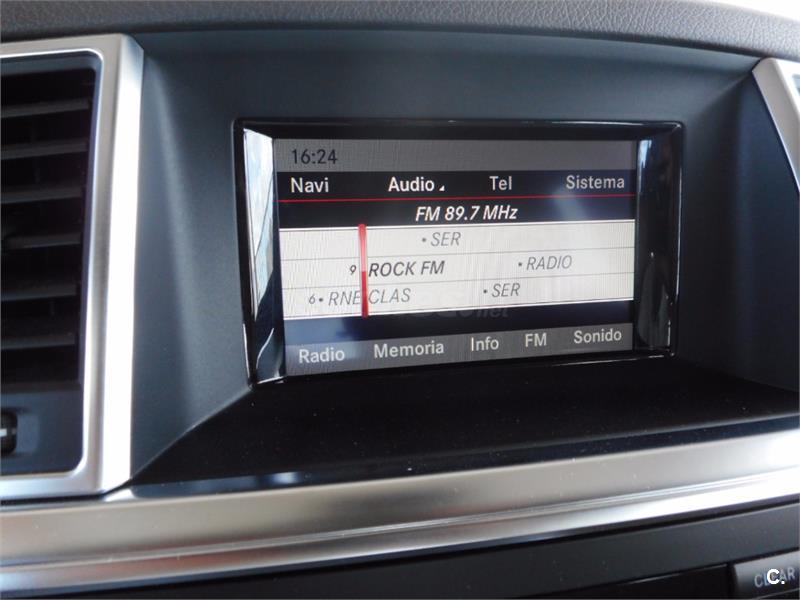 16:24
Navi Audio Tel Sistema
FM 89.7 MHz
• SER
9 ROCK FM • RADIO
6 • RNE CLAS • SER
Radio Memoria Info FM Sonido
CLEAR
C.